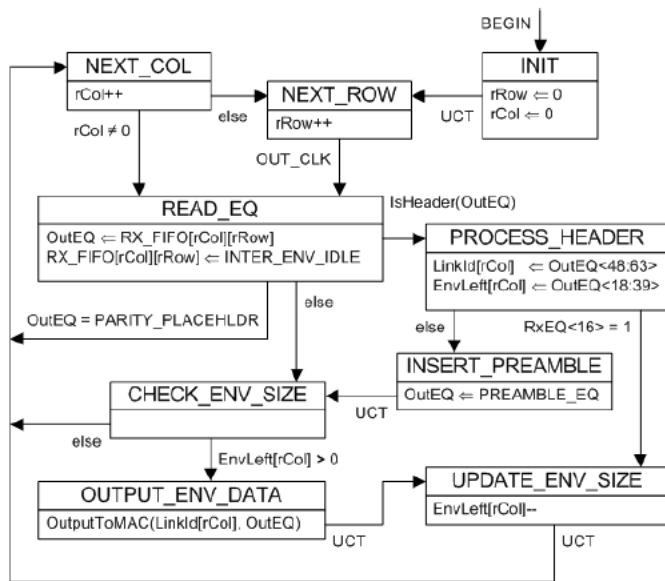 BEGIN
NEXT_COL
rCol++
INIT
rRow ⇐ 0
rCol ⇐ 0
NEXT_ROW
rRow++
else
UCT
rCol ≠ 0
OUT_CLK
READ_EQ
OutEQ ⇐ RX_FIFO[rCol][rRow]
RX_FIFO[rCol][rRow] ⇐ INTER_ENV_IDLE
IsHeader(OutEQ)
PROCESS_HEADER
LinkId[rCol] ⇐ OutEQ<48:63>
EnvLeft[rCol] ⇐ OutEQ<18:39>
OutEQ = PARITY_PLACEHLDR
else
else
RxEQ<16> = 1
INSERT_PREAMBLE
OutEQ ⇐ PREAMBLE_EQ
CHECK_ENV_SIZE
UCT
else
EnvLeft[rCol] > 0
OUTPUT_ENV_DATA
OutputToMAC(LinkId[rCol], OutEQ)
UCT
UPDATE_ENV_SIZE
EnvLeft[rCol]--
UCT